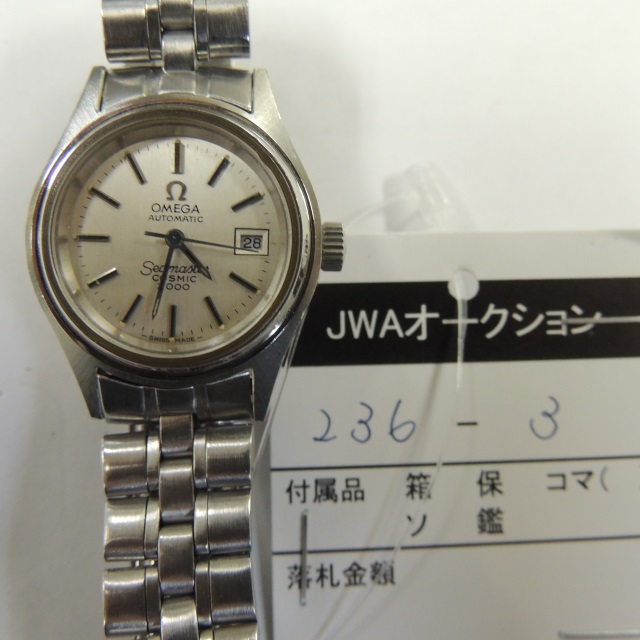 Ω
OMEGA
AUTOMATIC
28
Seamaster
COSMIC
2000
SWISS MADE
JWAオークション
236-3
付属品 箱 保 コマ(
ソ 鑑
落札金額